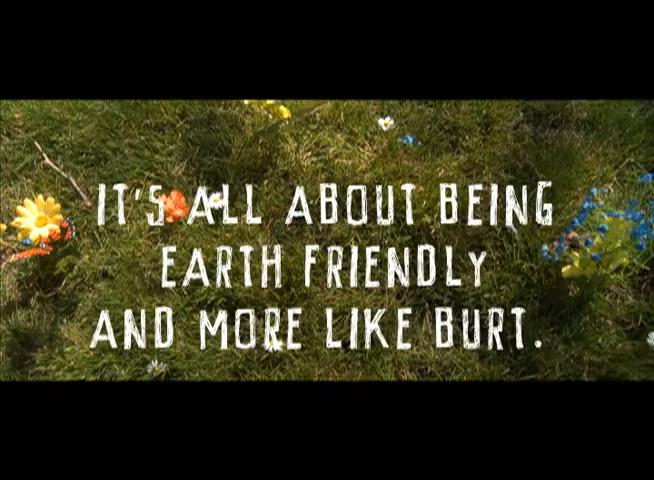 IT'S ALL ABOUT BEING
EARTH FRIENDLY
AND MORE LIKE BURT.